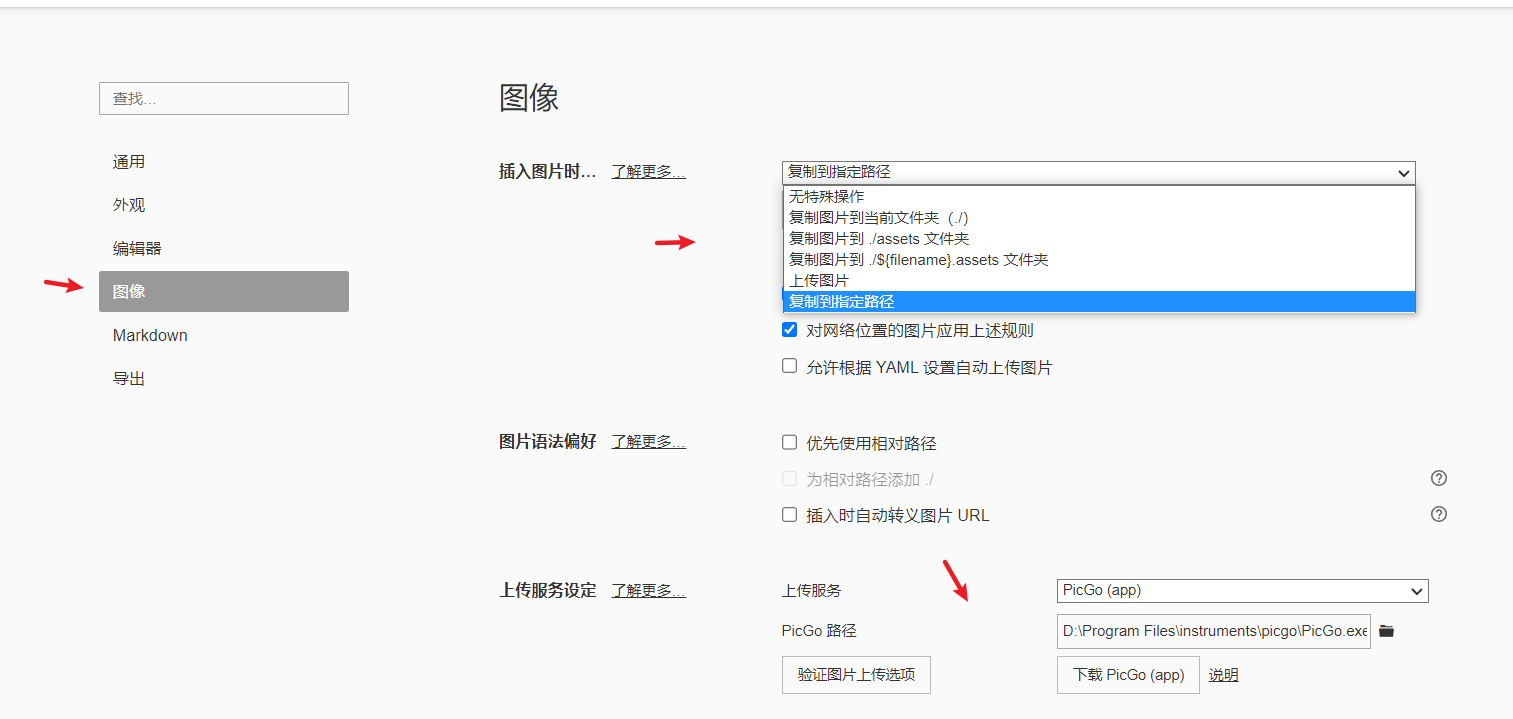 查找...
图像
通用
外观
编辑器
图像
Markdown
导出
插入图片时... 了解更多... 复制到指定路径
无特殊操作
复制图片到当前文件夹（./）
复制图片到 ./assets 文件夹
复制图片到 ./${filename}.assets 文件夹
上传图片
复制到指定路径
对网络位置的图片应用上述规则
允许根据 YAML 设置自动上传图片
图片语法偏好 了解更多... 优先使用相对路径
为相对路径添加 ./
插入时自动转义图片 URL
上传服务设定 了解更多... 上传服务 PicGo (app)
PicGo 路径 D:\Program Files\instruments\picgo\PicGo.exe
验证图片上传选项 下载 PicGo (app) 说明